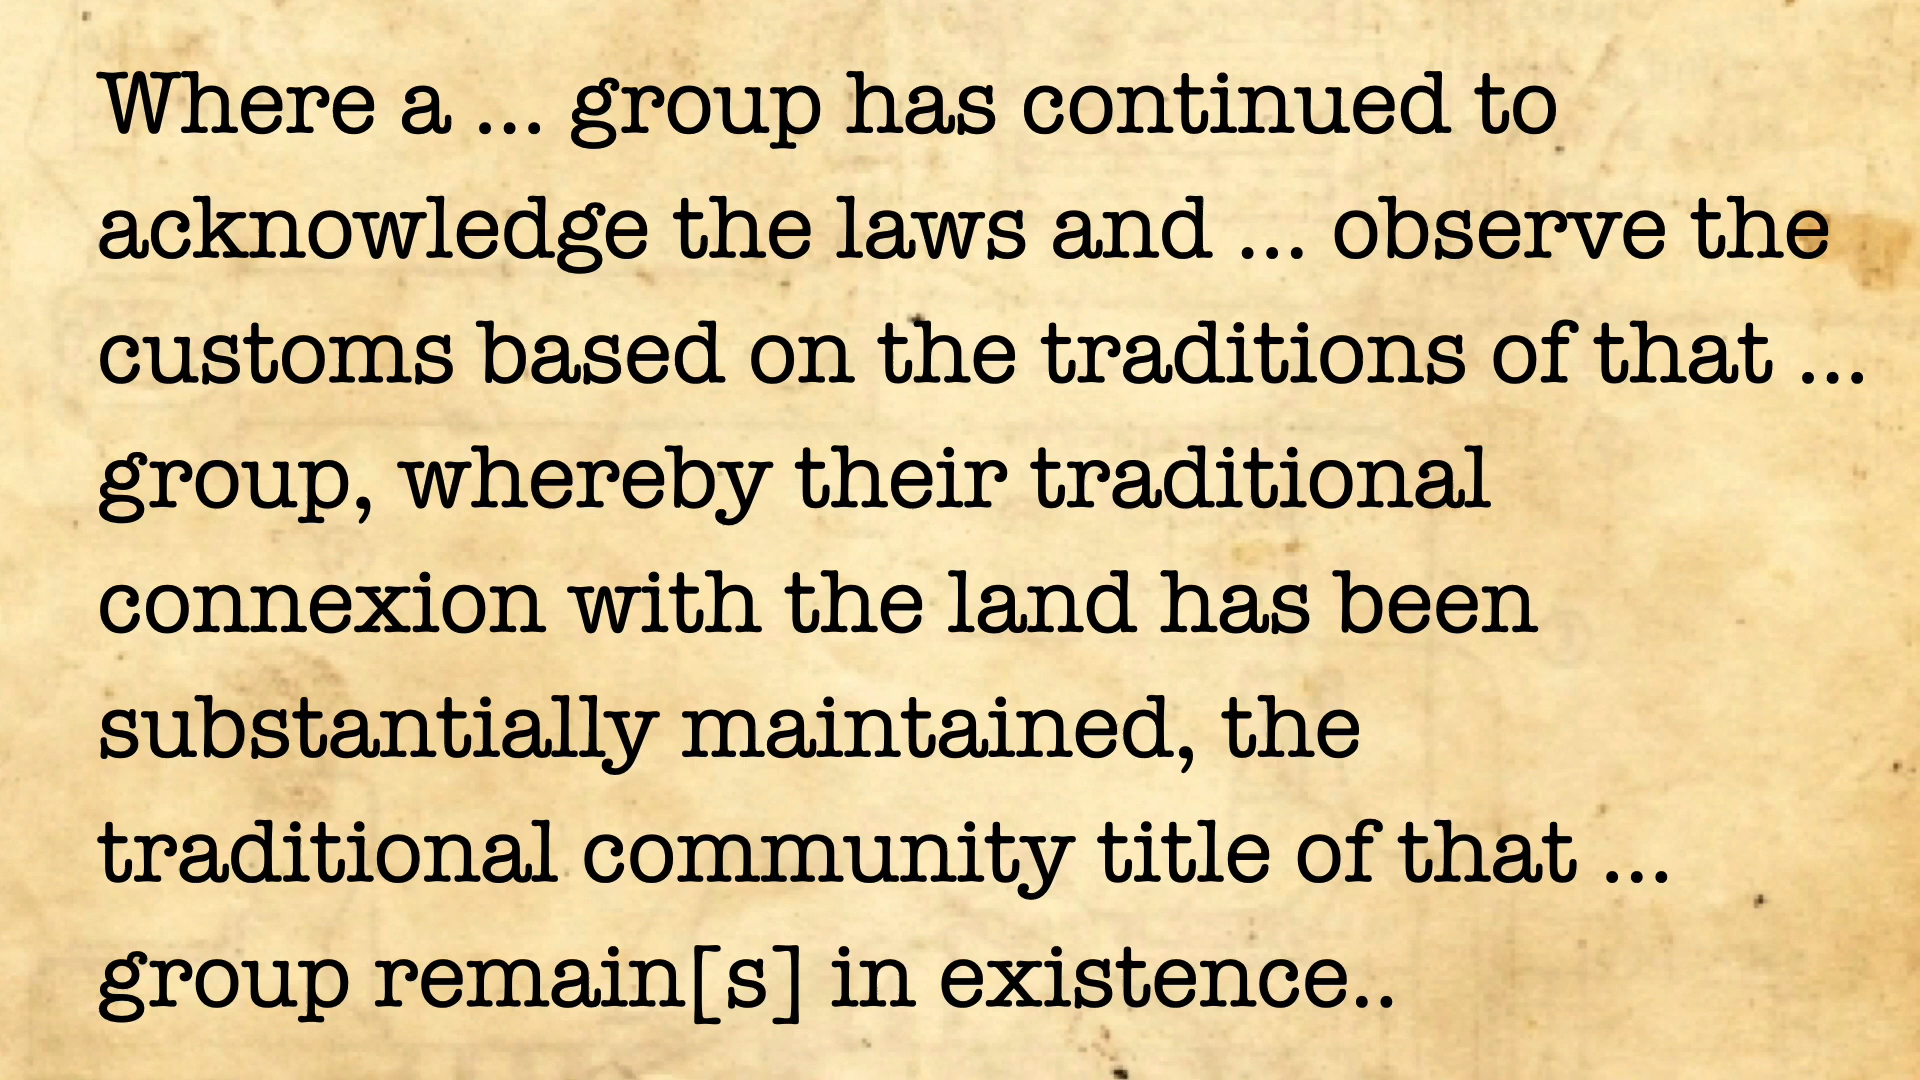 Where a ... group has continued to
acknowledge the laws and ... observe the
customs based on the traditions of that ...
group, whereby their traditional
connexion with the land has been
substantially maintained, the
traditional community title of that ...
group remain[s] in existence..